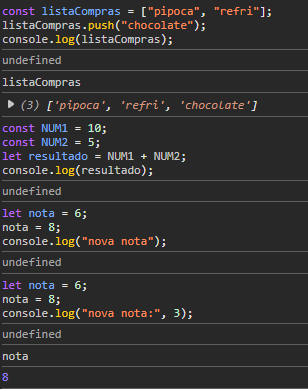 const listaCompras = ["pipoca", "refri"];
listaCompras.push("chocolate");
console.log(listaCompras);
undefined
listaCompras
▶ (3) ['pipoca', 'refri', 'chocolate']
const NUM1 = 10;
const NUM2 = 5;
let resultado = NUM1 + NUM2;
console.log(resultado);
undefined
let nota = 6;
nota = 8;
console.log("nova nota");
undefined
let nota = 6;
nota = 8;
console.log("nova nota:", 3);
undefined
nota
8